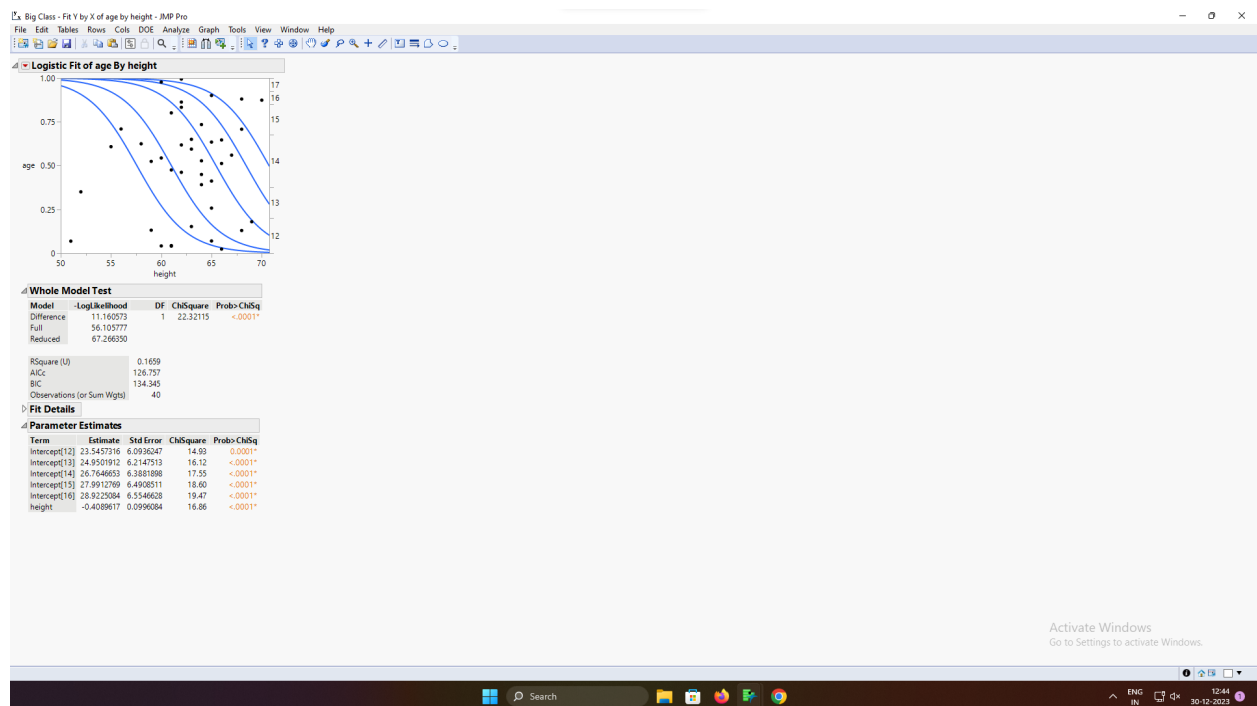 Big Class - Fit Y by X of age by height - JMP Pro
File Edit Tables Rows Cols DOE Analyze Graph Tools View Window Help
Logistic Fit of age By height
1.00
0.75
age 0.50
0.25
0
17
16
15
14
13
12
50 55 60 65 70
height
Whole Model Test
Model -LogLikelihood DF ChiSquare Prob>ChiSq
Difference 11.160573 1 22.32115 <.0001*
Full 56.105777
Reduced 67.266350
RSquare (U) 0.1659
AICc 126.757
BIC 134.345
Observations (or Sum Wgts) 40
Fit Details
Parameter Estimates
Term Estimate Std Error ChiSquare Prob>ChiSq
Intercept[12] 23.5457316 6.0936247 14.93 0.0001*
Intercept[13] 24.9501912 6.2147513 16.12 <.0001*
Intercept[14] 26.7646653 6.3881898 17.55 <.0001*
Intercept[15] 27.9912769 6.4908511 18.60 <.0001*
Intercept[16] 28.9225084 6.5546628 19.47 <.0001*
height -0.4089617 0.0996084 16.86 <.0001*
Activate Windows
Go to Settings to activate Windows.
Search
ENG
IN
12:44
30-12-2023
1